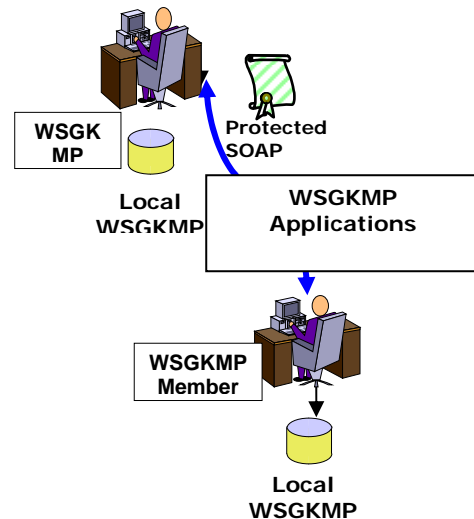 WSGK
MP
Protected
SOAP
Local
WSGKMP
WSGKMP
Applications
WSGKMP
Member
Local
WSGKMP